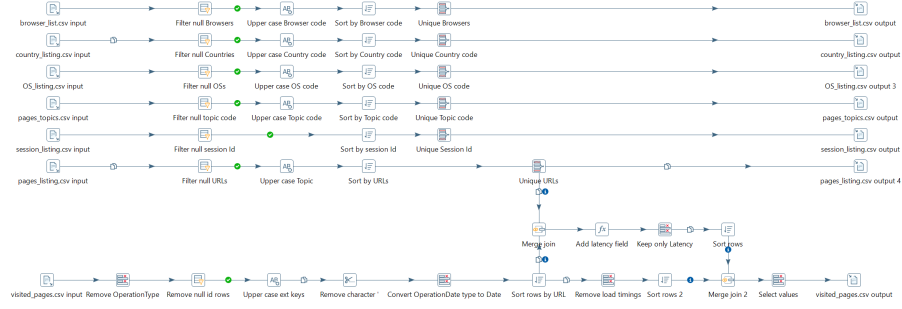 browser_list.csv input Filter null Browsers Upper case Browser code Sort by Browser code Unique Browsers browser_list.csv output
country_listing.csv input Filter null Countries Upper case Country code Sort by Country code Unique Country code country_listing.csv output
OS_listing.csv input Filter null OSs Upper case OS code Sort by OS code Unique OS code OS_listing.csv output 3
pages_topics.csv input Filter null topic code Upper case Topic code Sort by Topic code Unique Topic code pages_topics.csv output
session_listing.csv input Filter null session Id Sort by session Id Unique Session Id session_listing.csv output
pages_listing.csv input Filter null URLs Upper case Topic Sort by URLs Unique URLs pages_listing.csv output 4
Merge join Add latency field Keep only Latency Sort rows
visited_pages.csv input Remove OperationType Remove null id rows Upper case ext keys Remove character ' Convert OperationDate type to Date Sort rows by URL Remove load timings Sort rows 2 Merge join 2 Select values visited_pages.csv output